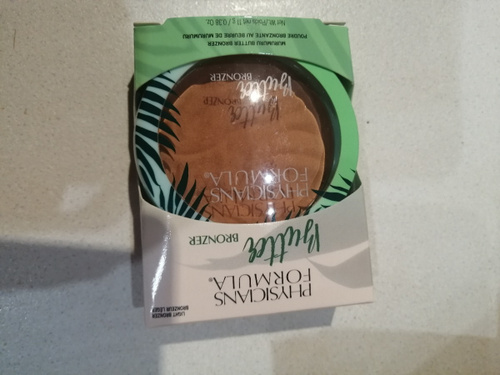 PHYSICIANS
FORMULA®
Butter
BRONZER
LIGHT BRONZER
PHYSICIANS
FORMULA®
Butter
BRONZER
Butter
BRONZER
MURUMURU BUTTER BRONZER
POUDRE BRONZANTE AU BEURRE DE MURUMURU
Net Wt./Poids net 11 g / 0.38 Oz.